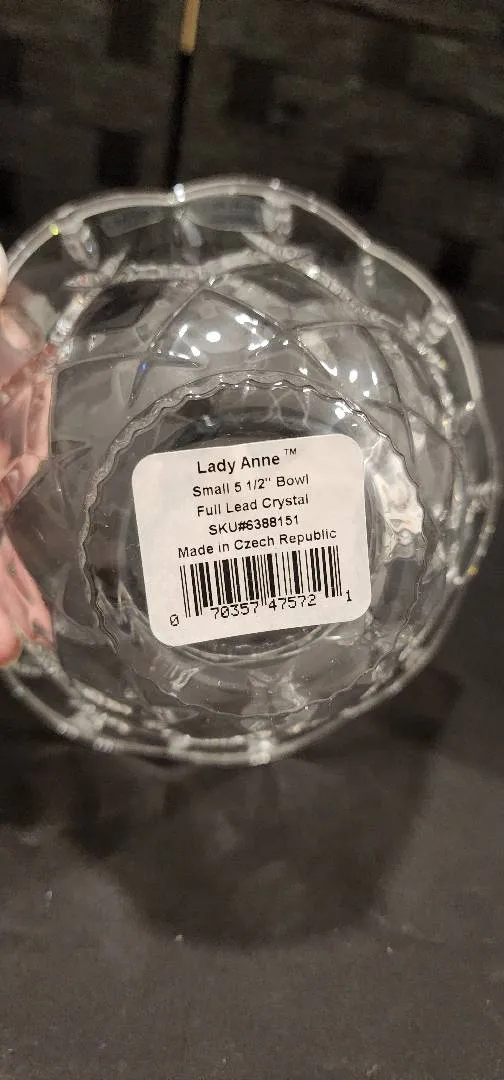 Lady Anne™
Small 5 1/2" Bowl
Full Lead Crystal
SKU#6388151
Made in Czech Republic
0 70357 47572 1